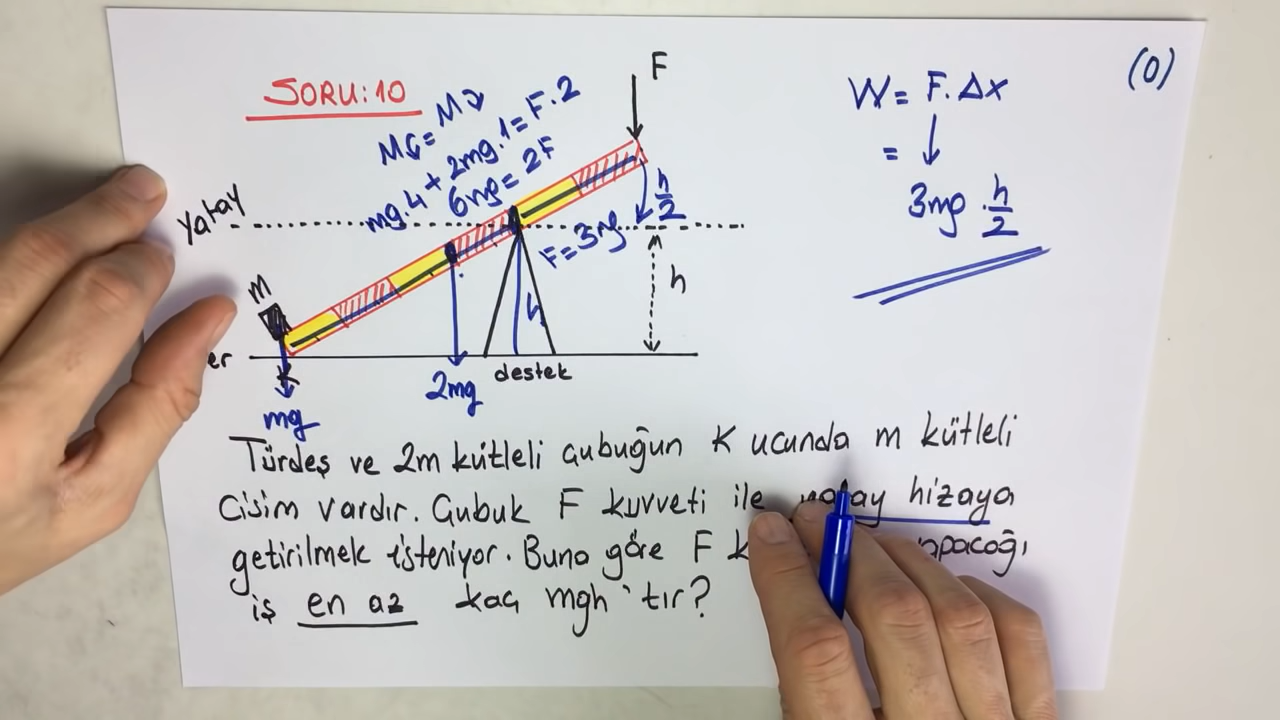 SORU:10
(0)
F
W = F.Δx
=
3mg . h/2
M↺ = M↻
mg.4 + 2mg.1 = F.2
6mg = 2F
F = 3mg
h/2
yatay
m
h
h
er
destek
mg
2mg
Türdeş ve 2m kütleli çubuğun K ucunda m kütleli
cisim vardır. Çubuk F kuvveti ile yatay hizaya
getirilmek isteniyor. Buna göre F k
iş en az kaç mgh'tır?